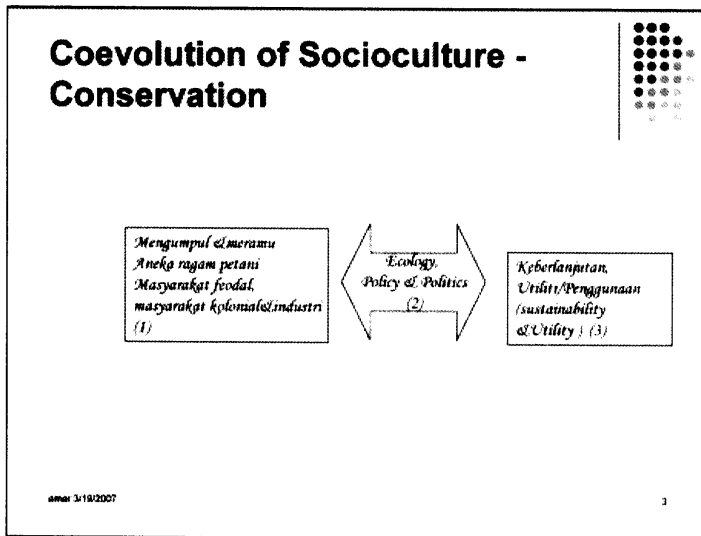 Coevolution of Socioculture -
Conservation
Mengumpul &meramu
Aneka ragam petani
Masyarakat feodal,
masyarakat kolonial&industri
(1)
Ecology,
Policy & Politics
(2)
Keberlanjutan,
Utiliti/Penggunaan
(sustainability
&Utility ) (3)
amar 3/19/2007
3